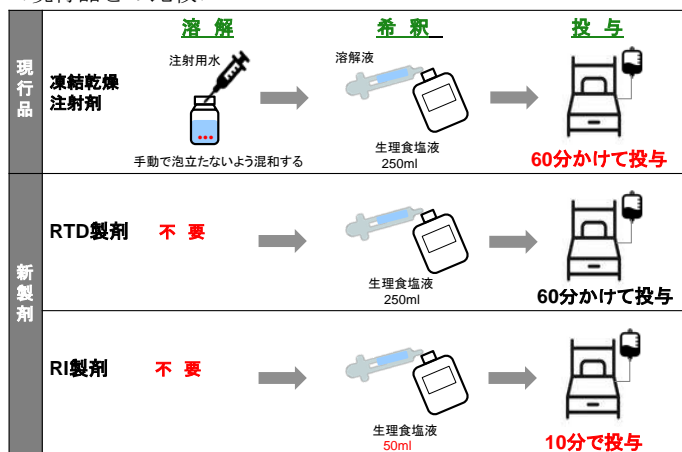 溶 解
希 釈
投 与
現行品
凍結乾燥
注射剤
注射用水
手動で泡立たないよう混和する
溶解液
生理食塩液
250ml
60分かけて投与
新製剤
RTD製剤
不 要
生理食塩液
250ml
60分かけて投与
RI製剤
不 要
生理食塩液
50ml
10分で投与